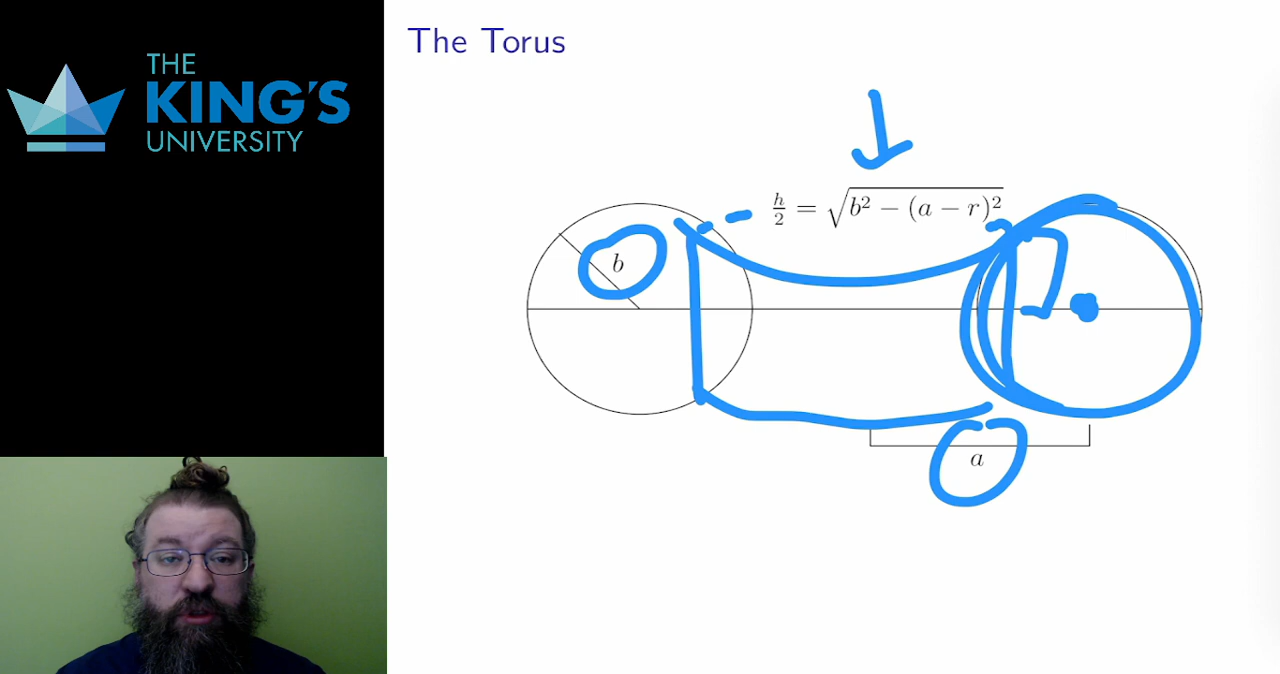 THE
KING'S
UNIVERSITY
The Torus
h/2 = √(b² − (a − r)²)
b
a